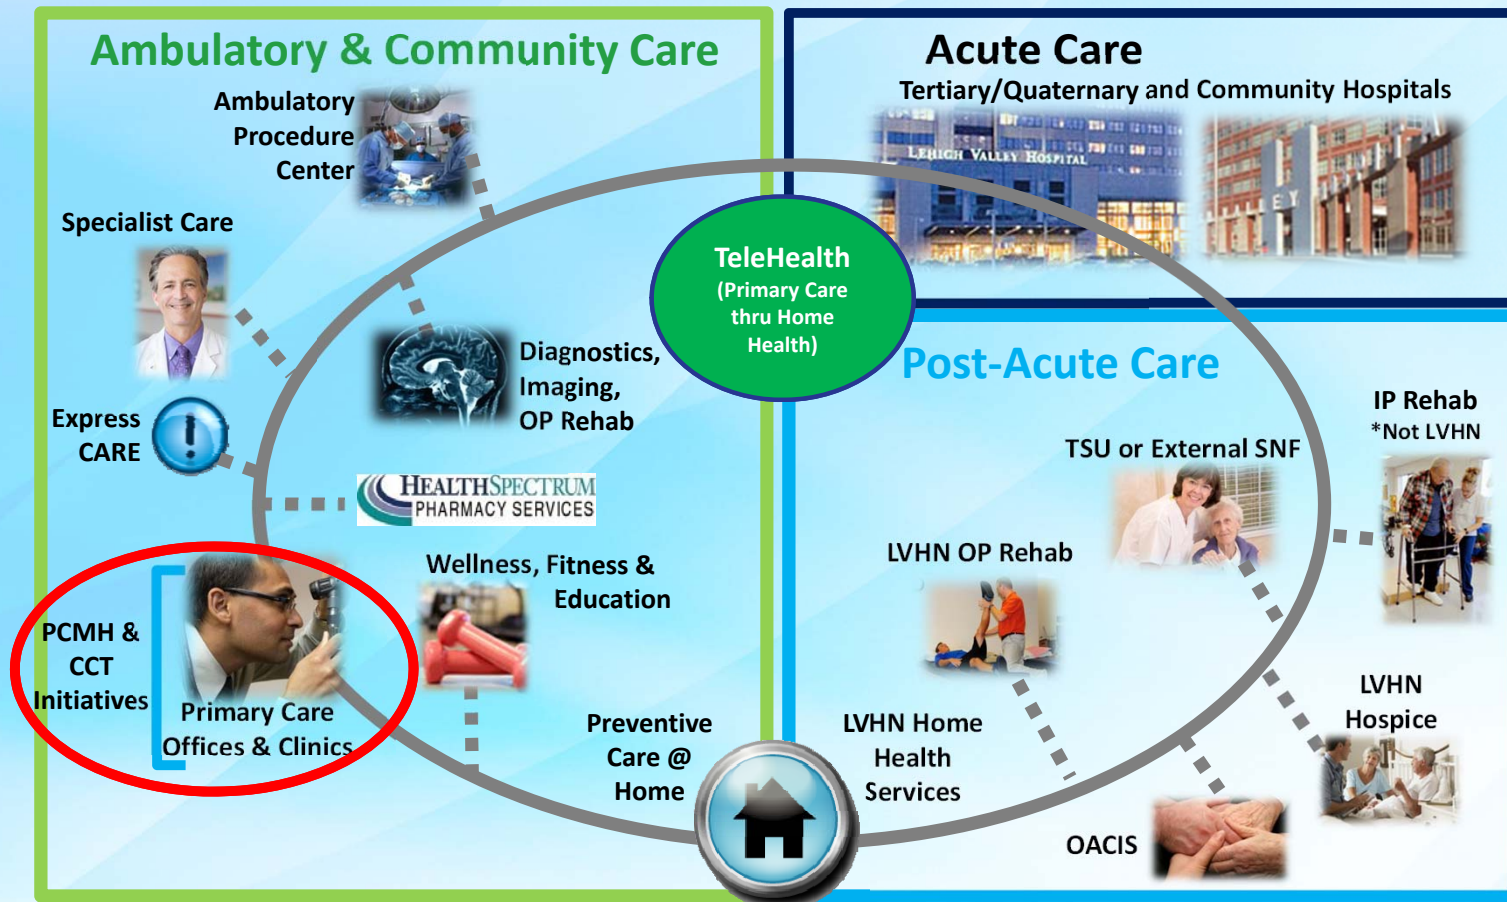 Ambulatory & Community Care
Ambulatory
Procedure
Center
Specialist Care
Diagnostics,
Imaging,
OP Rehab
Express
CARE
HEALTHSPECTRUM
PHARMACY SERVICES
Wellness, Fitness &
Education
PCMH &
CCT
Initiatives
Primary Care
Offices & Clinics
Preventive
Care @
Home
TeleHealth
(Primary Care
thru Home
Health)
Acute Care
Tertiary/Quaternary and Community Hospitals
LEHIGH VALLEY HOSPITAL
EY
Post-Acute Care
IP Rehab
*Not LVHN
TSU or External SNF
LVHN OP Rehab
LVHN Home
Health
Services
LVHN
Hospice
OACIS